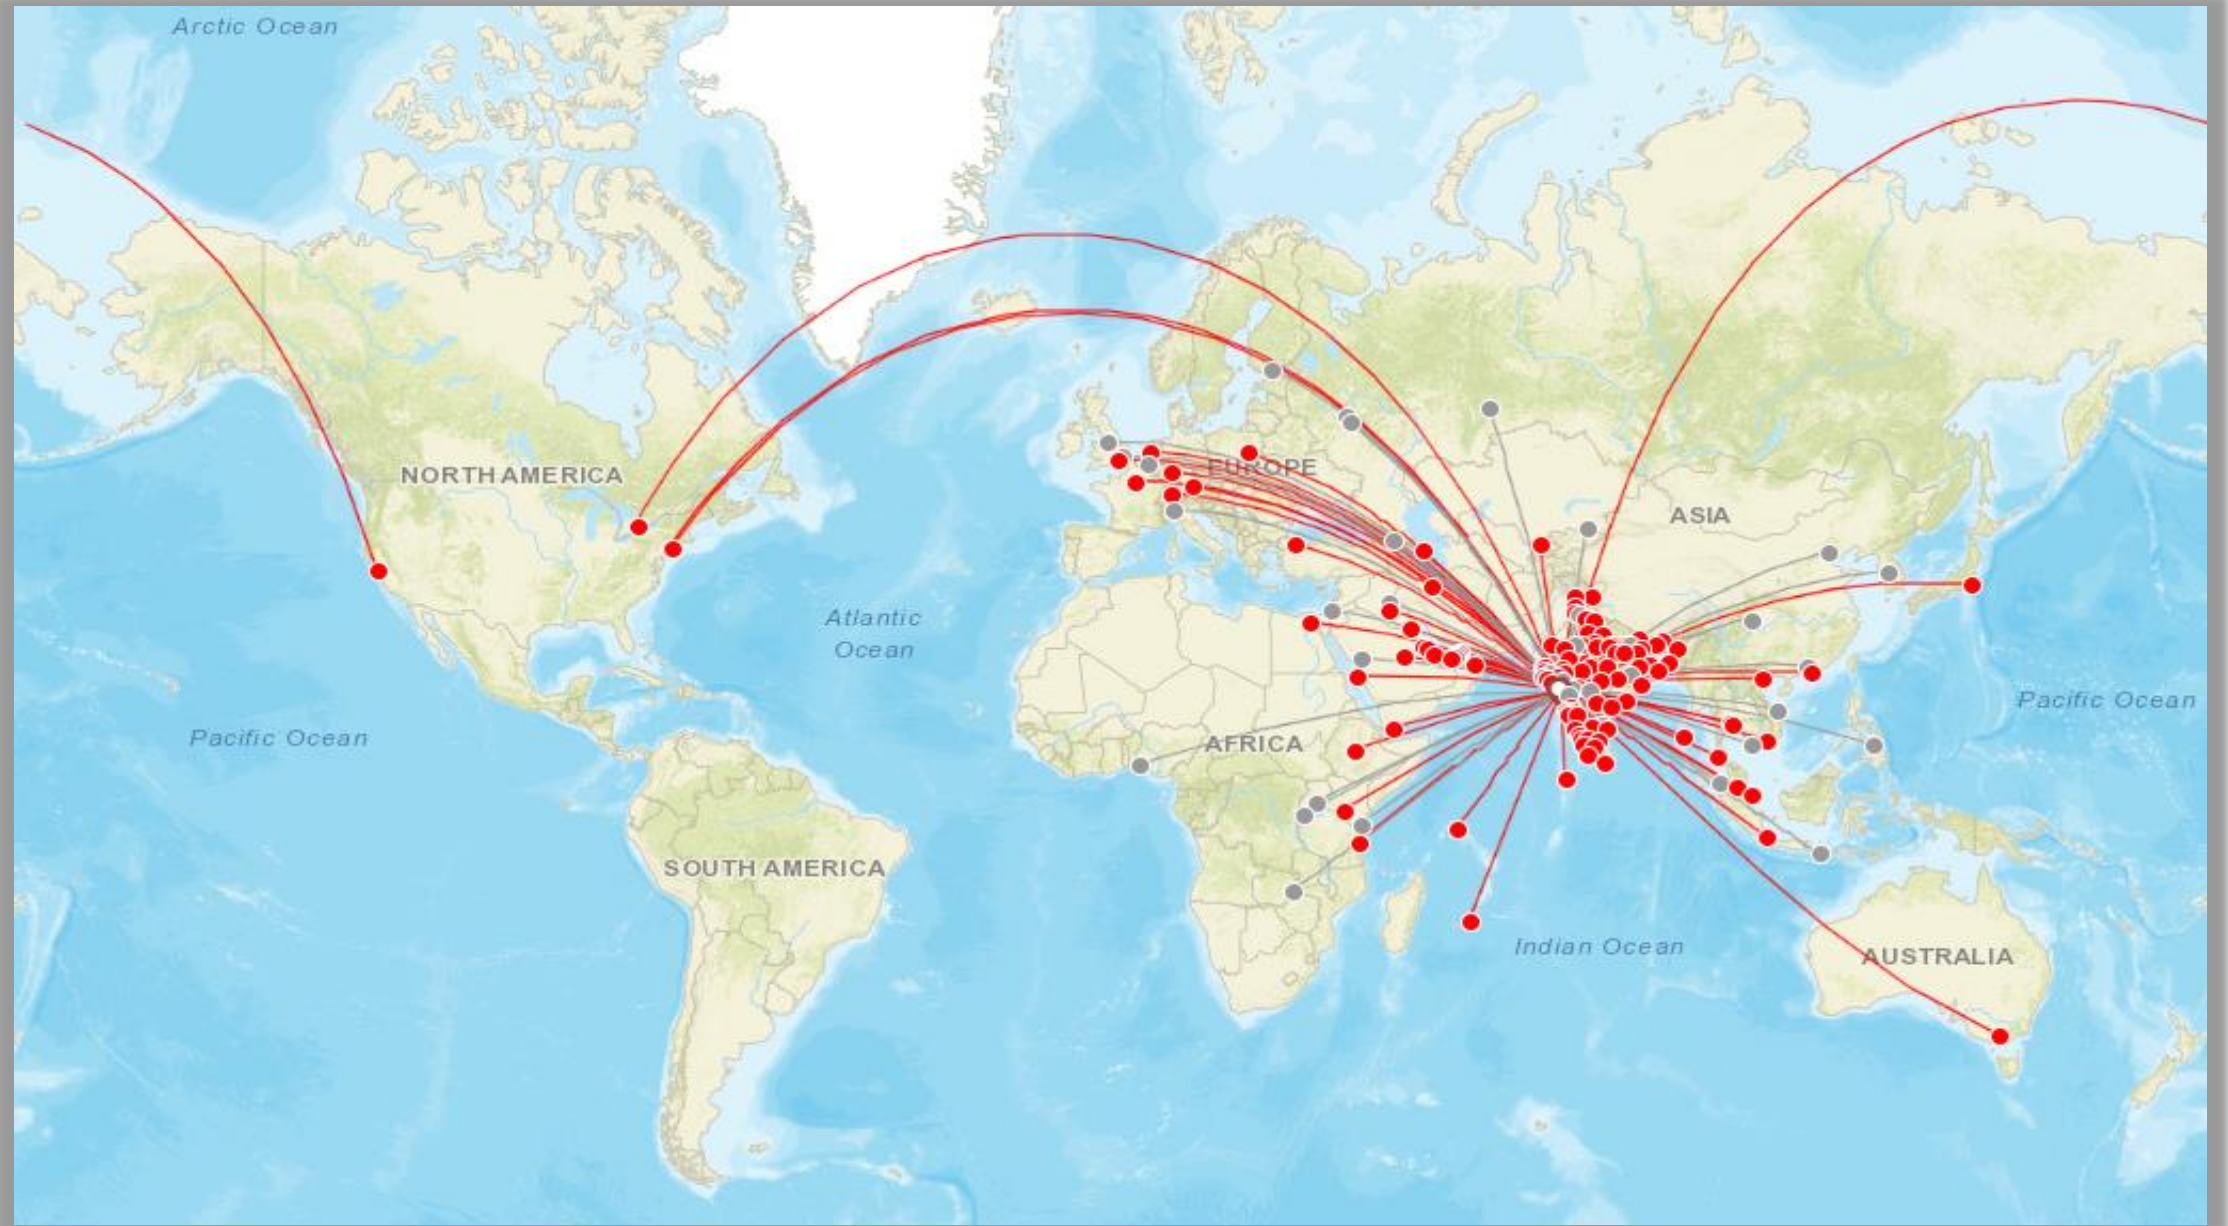 Arctic Ocean
NORTH AMERICA
EUROPE
ASIA
Atlantic
Ocean
Pacific Ocean
Pacific Ocean
AFRICA
SOUTH AMERICA
Indian Ocean
AUSTRALIA